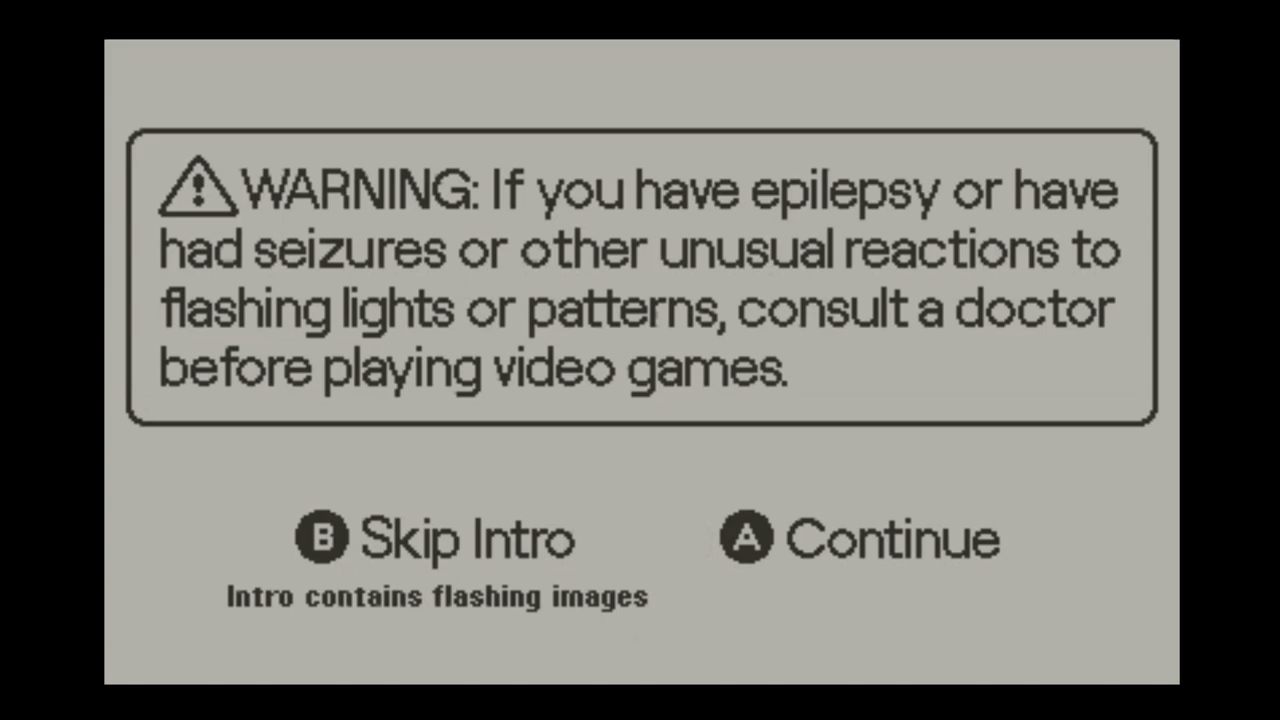 WARNING: If you have epilepsy or have
had seizures or other unusual reactions to
flashing lights or patterns, consult a doctor
before playing video games.
B Skip Intro
A Continue
Intro contains flashing images